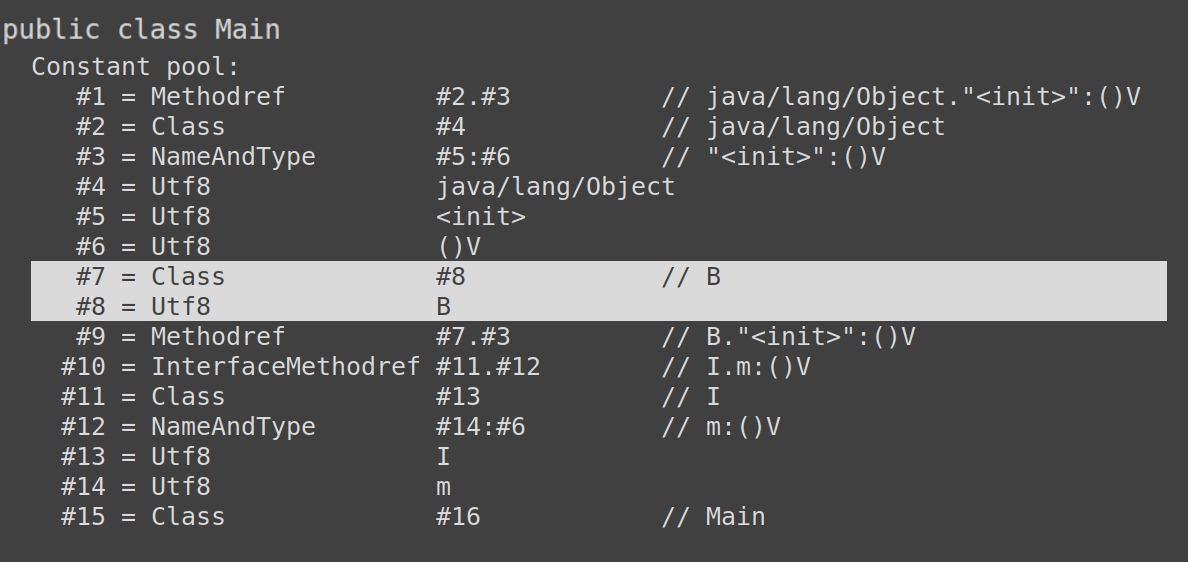 public class Main
Constant pool:
#1 = Methodref #2.#3 // java/lang/Object."<init>":()V
#2 = Class #4 // java/lang/Object
#3 = NameAndType #5:#6 // "<init>":()V
#4 = Utf8 java/lang/Object
#5 = Utf8 <init>
#6 = Utf8 ()V
#7 = Class #8 // B
#8 = Utf8 B
#9 = Methodref #7.#3 // B."<init>":()V
#10 = InterfaceMethodref #11.#12 // I.m:()V
#11 = Class #13 // I
#12 = NameAndType #14:#6 // m:()V
#13 = Utf8 I
#14 = Utf8 m
#15 = Class #16 // Main